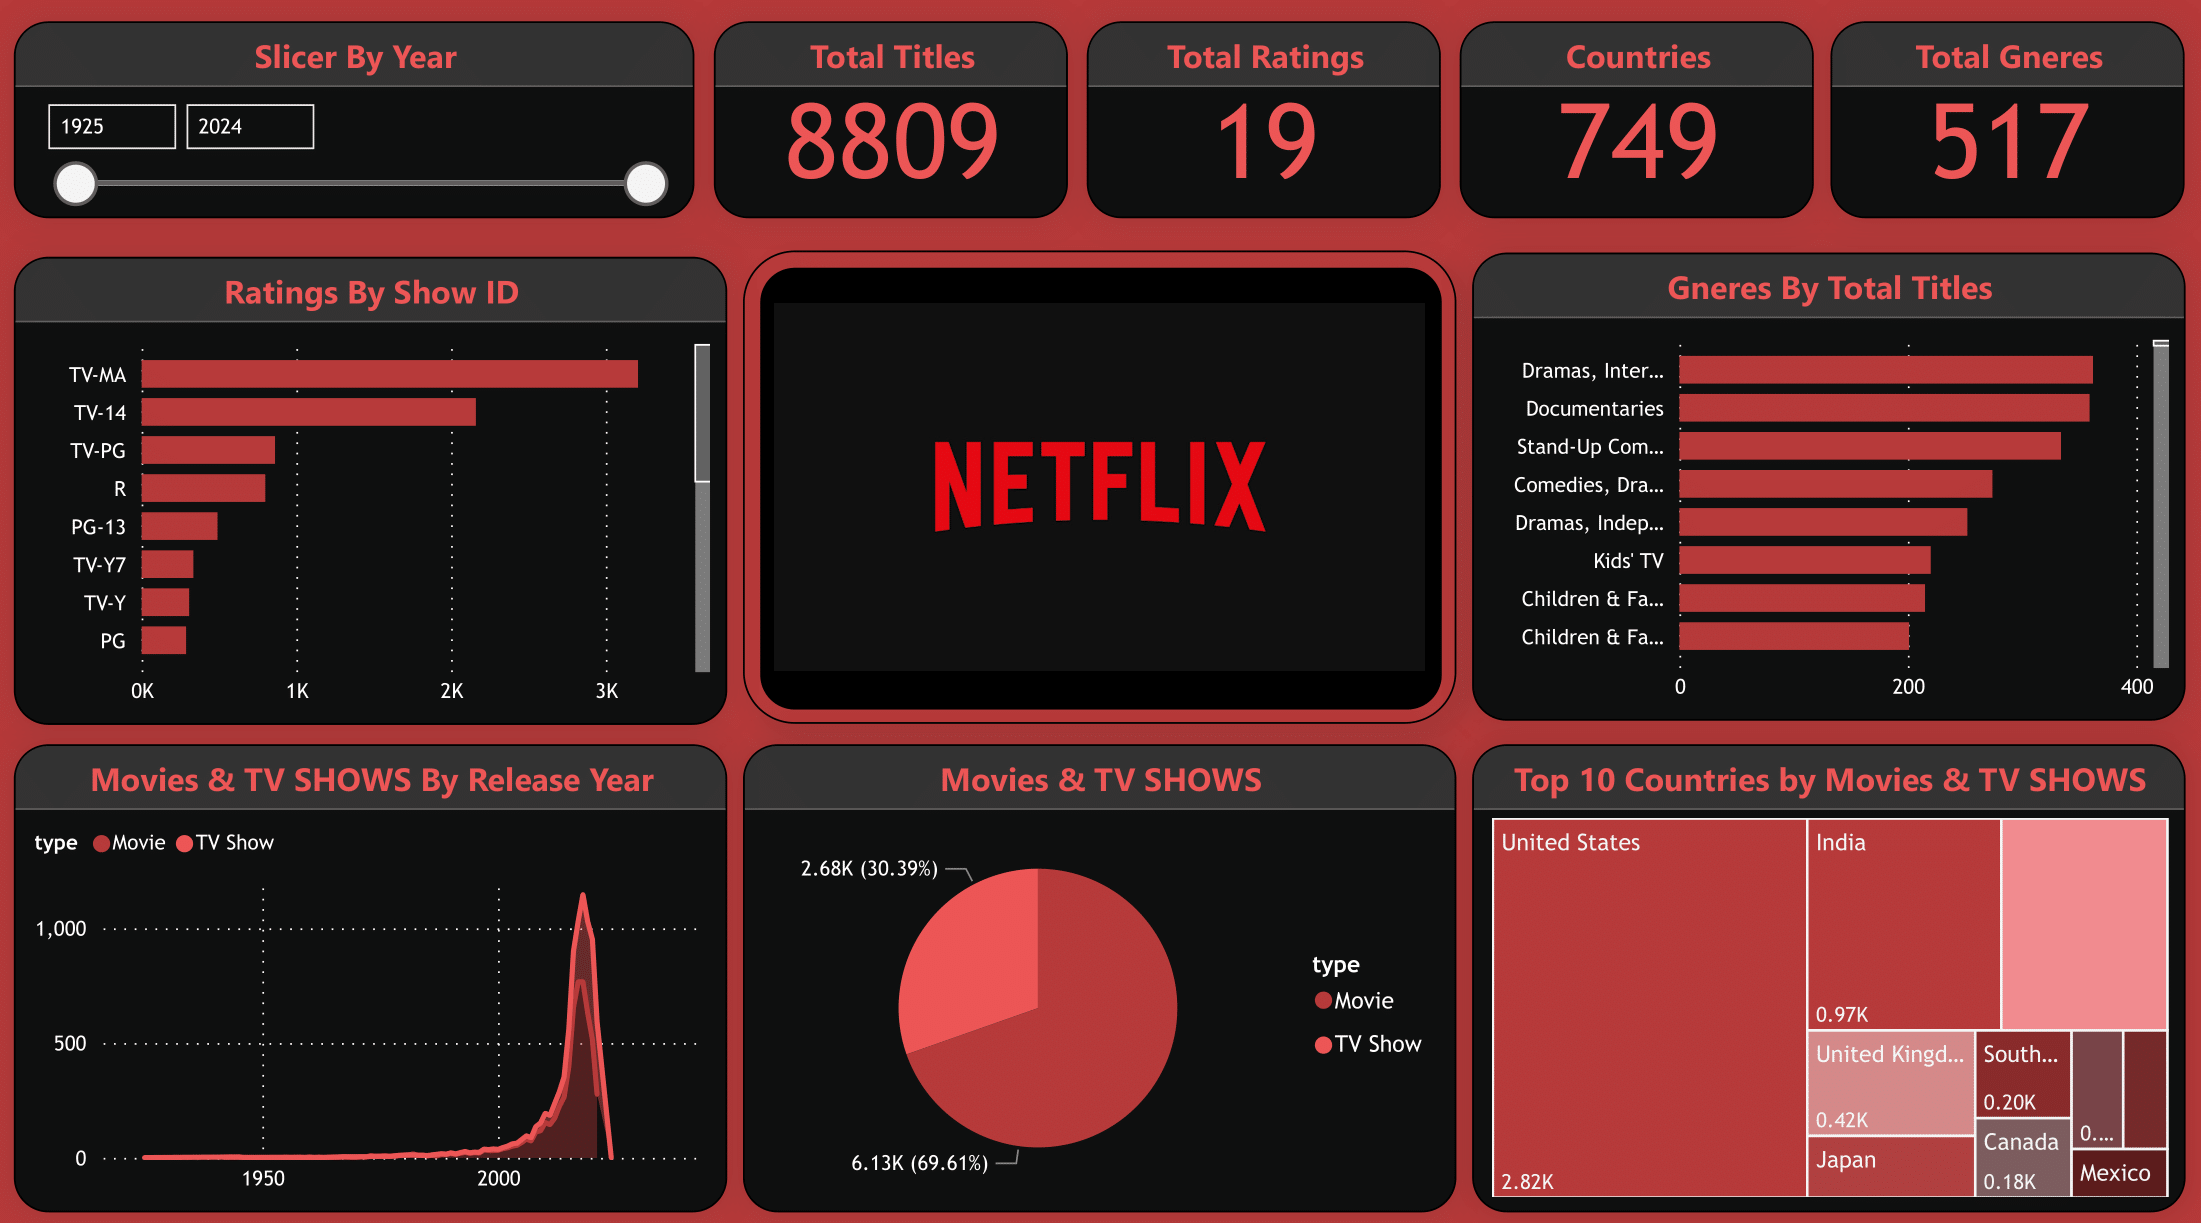 Slicer By Year
1925
2024
Total Titles
8809
Total Ratings
19
Countries
749
Total Gneres
517
Ratings By Show ID
TV-MA
TV-14
TV-PG
R
PG-13
TV-Y7
TV-Y
PG
0K 1K 2K 3K
NETFLIX
Gneres By Total Titles
Dramas, Inter...
Documentaries
Stand-Up Com...
Comedies, Dra...
Dramas, Indep...
Kids' TV
Children & Fa...
Children & Fa...
0 200 400
Movies & TV SHOWS By Release Year
type Movie TV Show
1,000
500
0
1950 2000
Movies & TV SHOWS
2.68K (30.39%)
6.13K (69.61%)
type
Movie
TV Show
Top 10 Countries by Movies & TV SHOWS
United States
2.82K
India
0.97K
United Kingd...
0.42K
Japan
South...
0.20K
Canada
0.18K
0....
Mexico